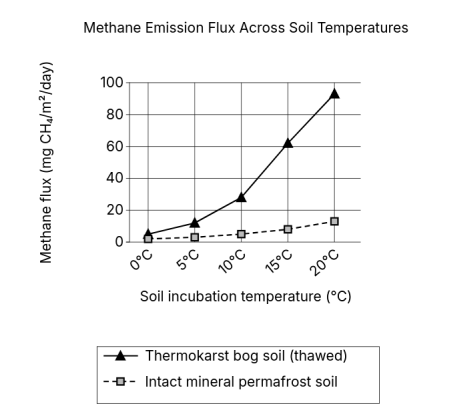 Methane Emission Flux Across Soil Temperatures
Methane flux (mg CH₄/m²/day)
100
80
60
40
20
0
0°C
5°C
10°C
15°C
20°C
Soil incubation temperature (°C)
Thermokarst bog soil (thawed)
Intact mineral permafrost soil